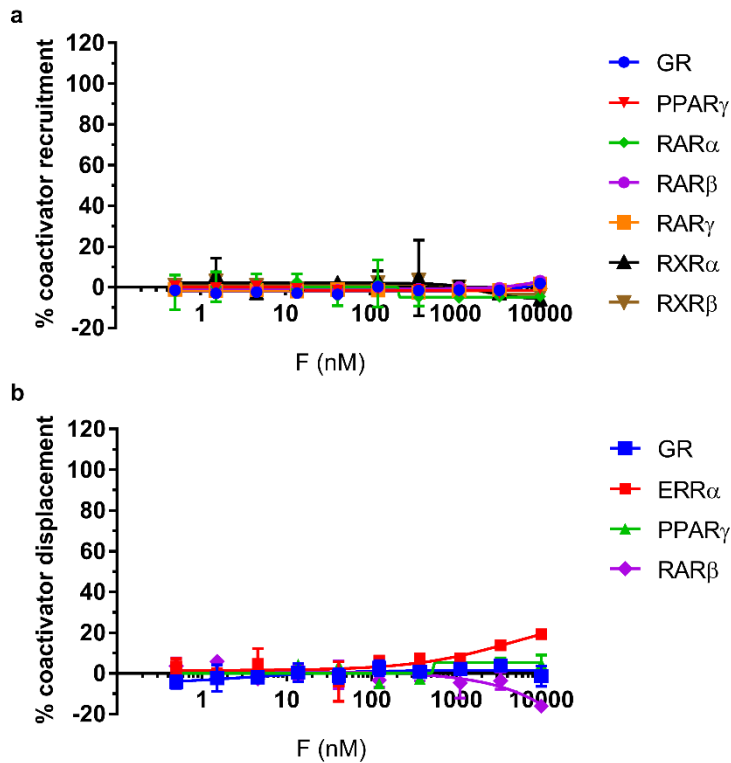 a
% coactivator recruitment
120
100
80
60
40
20
0
-20
1
10
100
1000
10000
F (nM)
GR
PPARγ
RARα
RARβ
RARγ
RXRα
RXRβ
b
% coactivator displacement
120
100
80
60
40
20
0
-20
1
10
100
1000
10000
F (nM)
GR
ERRα
PPARγ
RARβ